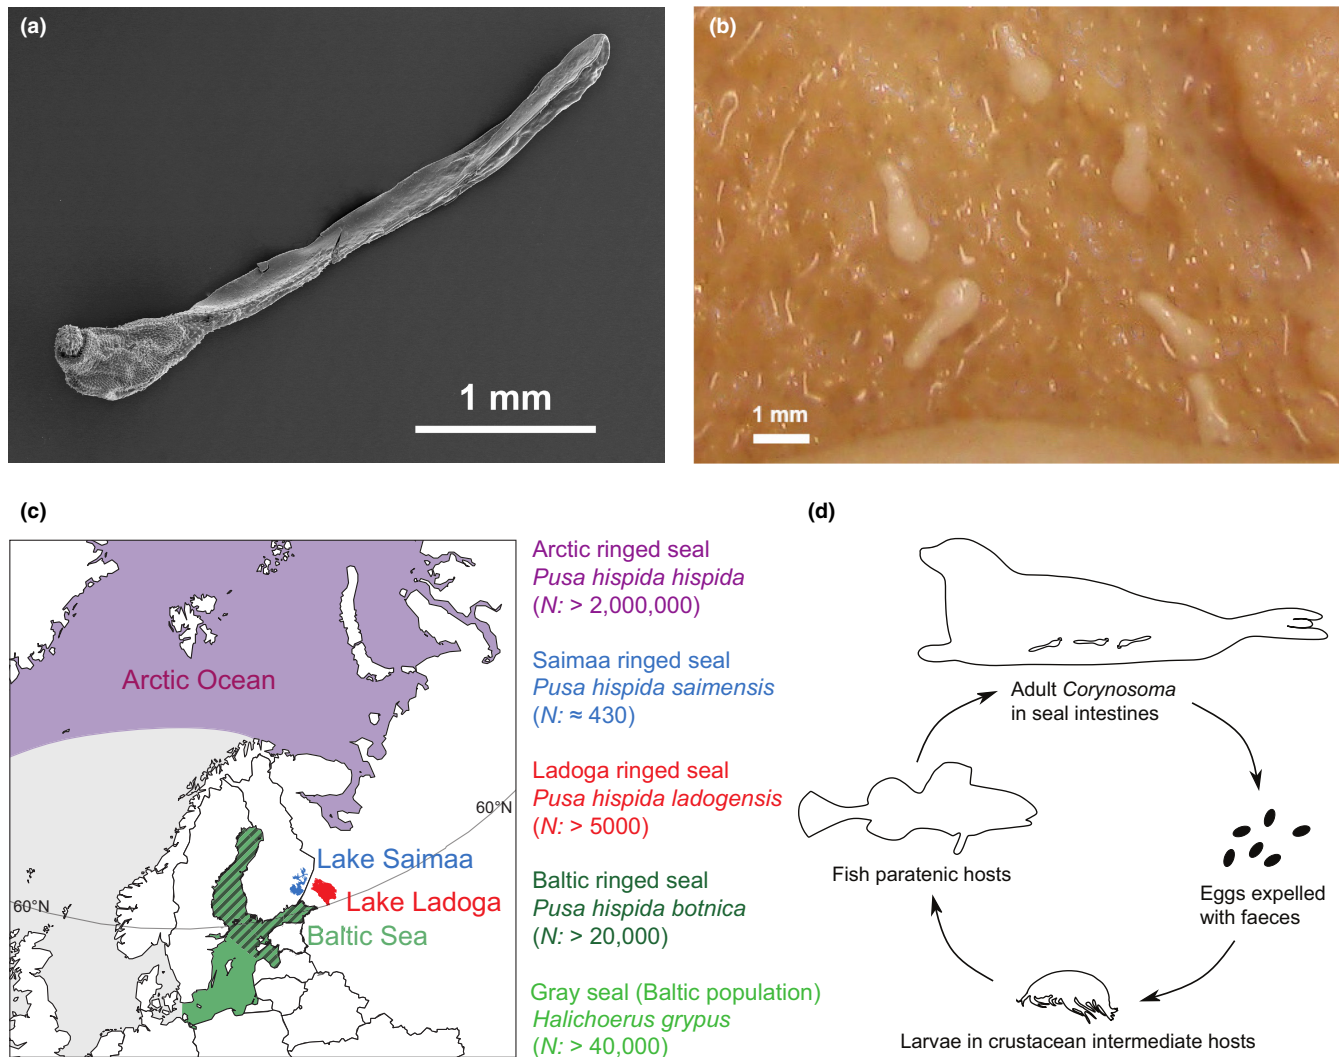 (a)
1 mm
(b)
1 mm
(c)
Arctic Ocean
60°N
Lake Saimaa
Lake Ladoga
60°N
Baltic Sea
Arctic ringed seal
Pusa hispida hispida
(N: > 2,000,000)
Saimaa ringed seal
Pusa hispida saimensis
(N: ≈ 430)
Ladoga ringed seal
Pusa hispida ladogensis
(N: > 5000)
Baltic ringed seal
Pusa hispida botnica
(N: > 20,000)
Gray seal (Baltic population)
Halichoerus grypus
(N: > 40,000)
(d)
Adult Corynosoma
in seal intestines
Fish paratenic hosts
Eggs expelled
with faeces
Larvae in crustacean intermediate hosts